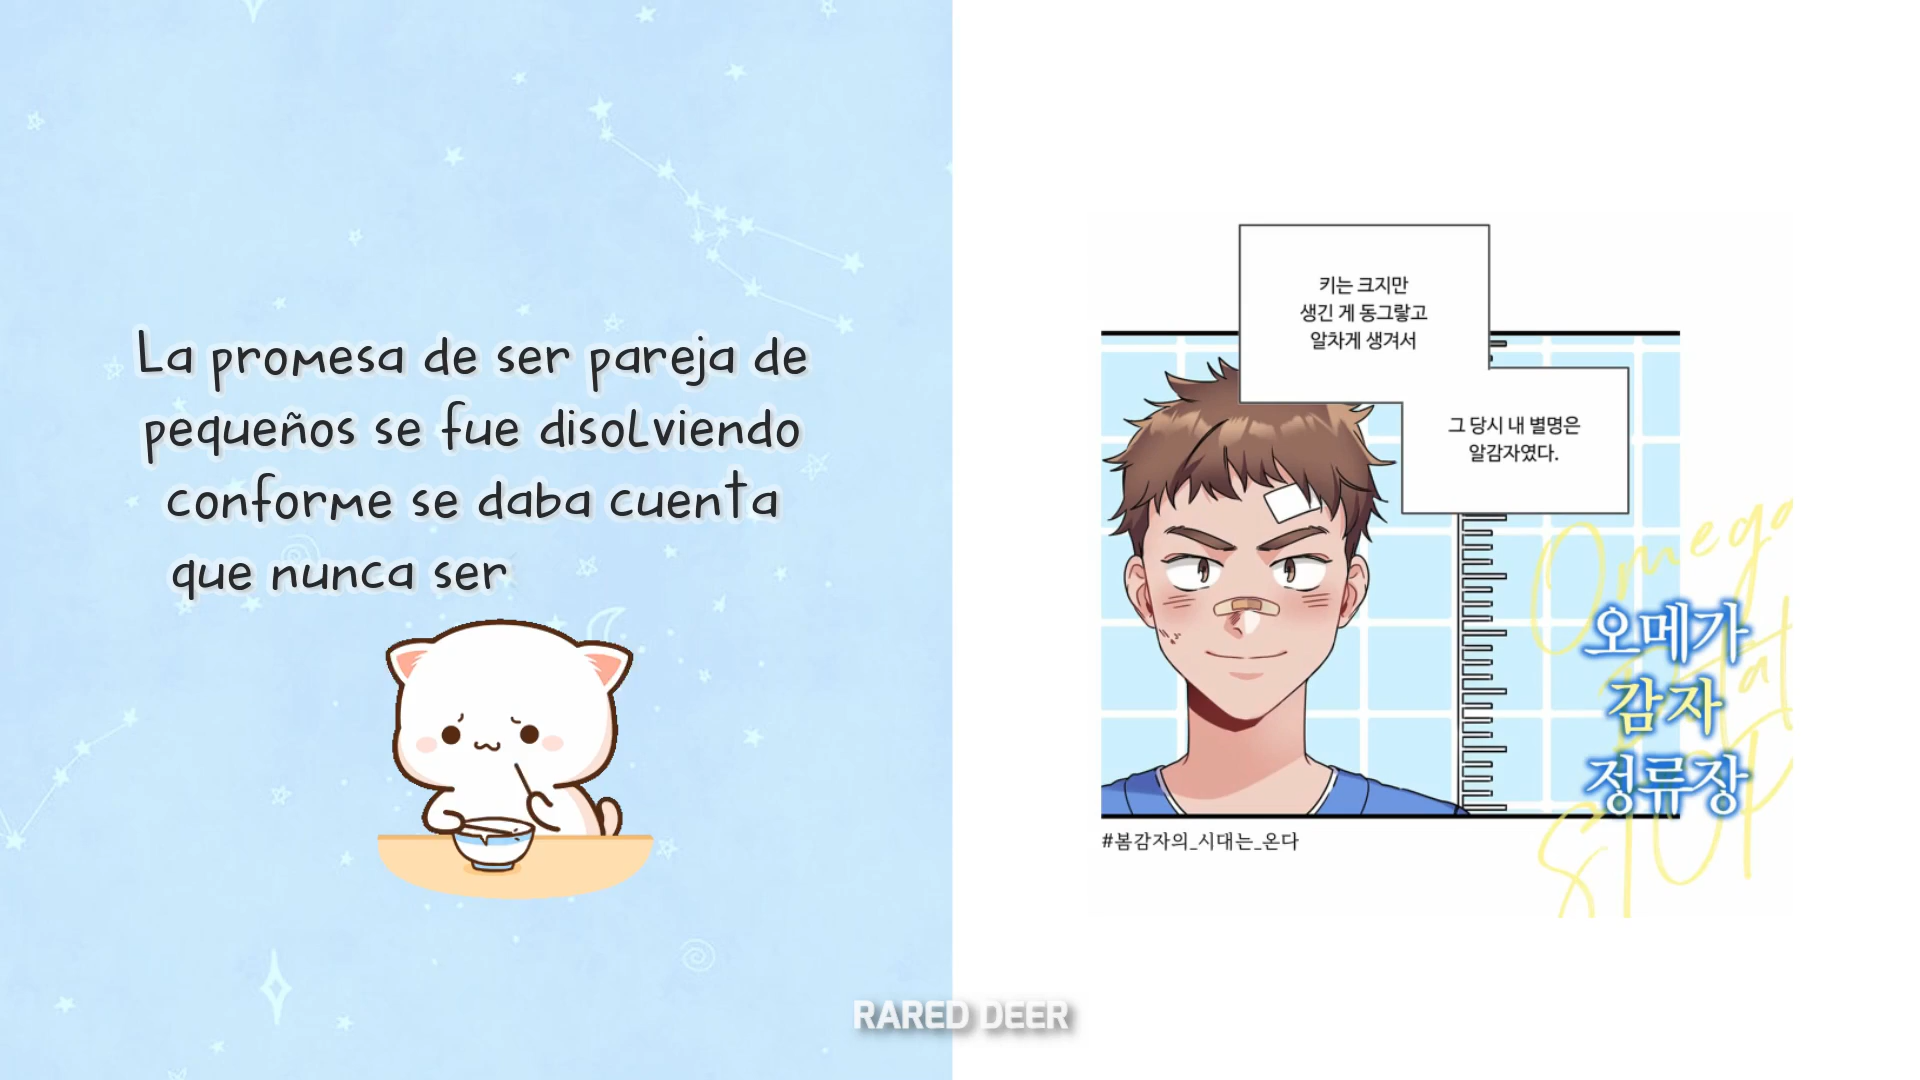 La promesa de ser pareja de
pequeños se fue disolviendo
conforme se daba cuenta
que nunca ser
키는 크지만
생긴 게 동그랗고
알차게 생겨서
그 당시 내 별명은
알감자였다.
Omega
오메가
감자
정류장
STOP
#봄감자의_시대는_온다
RARED DEER